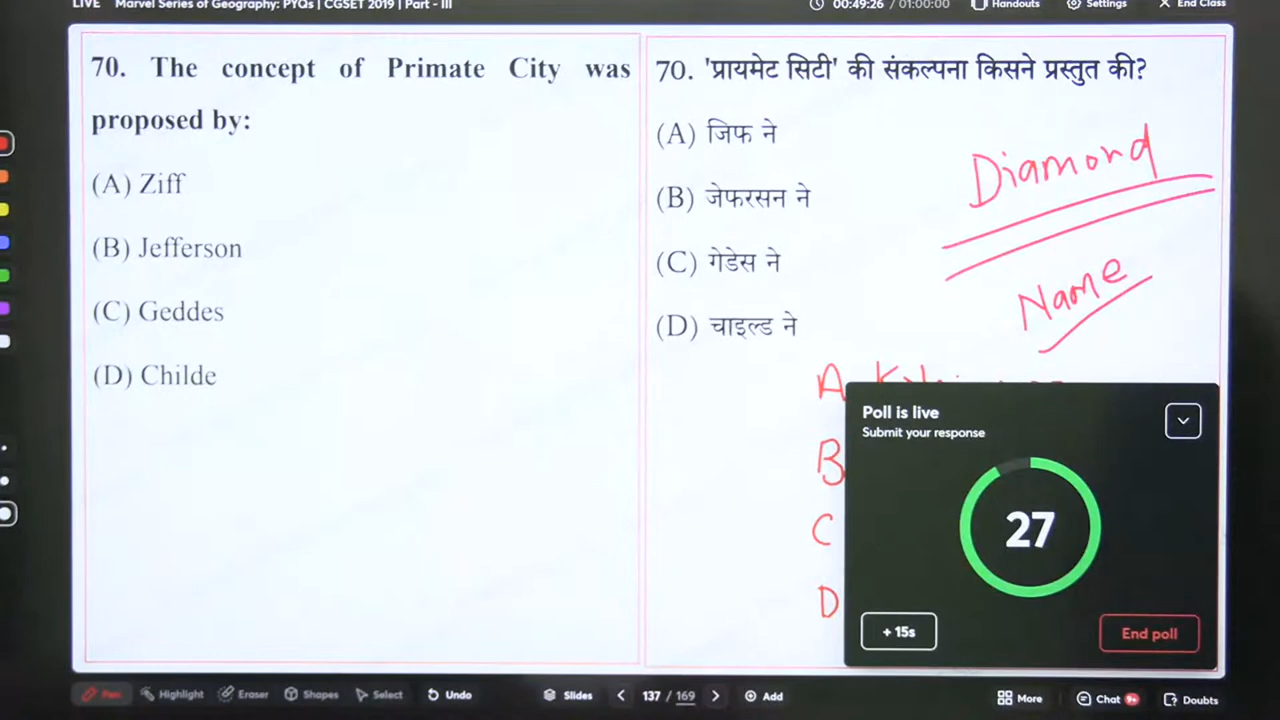 LIVE Marvel Series of Geography: PYQs | CGSET 2019 | Part - III
00:49:26 / 01:00:00
Handouts
Settings
End Class
70. The concept of Primate City was
proposed by:
(A) Ziff
(B) Jefferson
(C) Geddes
(D) Childe
70. 'प्रायमेट सिटी' की संकल्पना किसने प्रस्तुत की?
(A) जिफ ने
(B) जेफरसन ने
(C) गेडेस ने
(D) चाइल्ड ने
Diamond
Name
A
B
C
D
Poll is live
Submit your response
27
+ 15s
End poll
Pen
Highlight
Eraser
Shapes
Select
Undo
Slides
137 / 169
Add
More
Chat 9+
Doubts